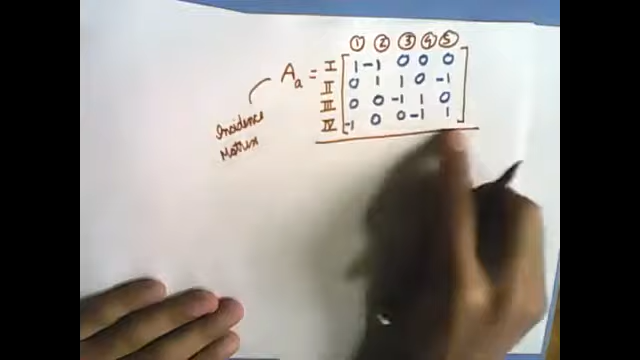 ① ② ③ ④ ⑤
Aa = I 1 -1 0 0 0
II 0 1 1 0 -1
III 0 0 -1 1 0
IV -1 0 0 -1 1
Incidence
Matrix